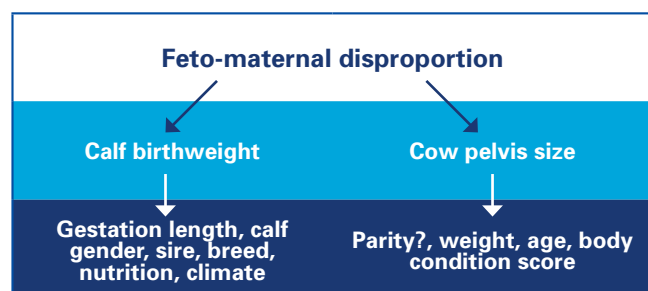 Feto-maternal disproportion
Calf birthweight
Cow pelvis size
Gestation length, calf
gender, sire, breed,
nutrition, climate
Parity?, weight, age, body
condition score